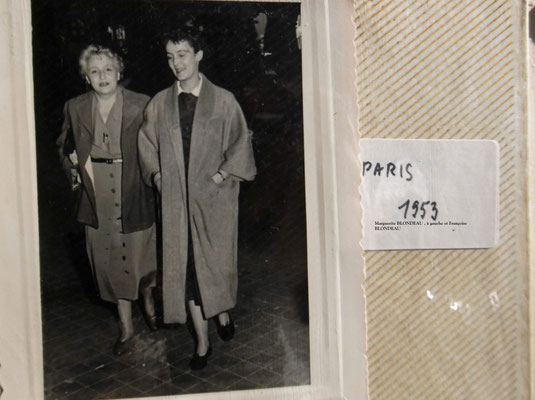 PARIS
1953
Marguerite BLONDEAU , à gauche et Françoise
BLONDEAU